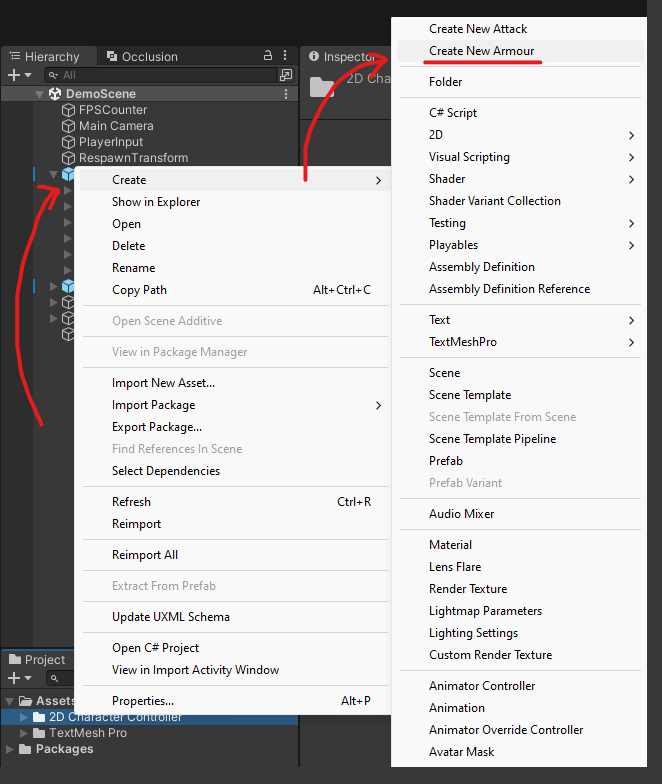 Hierarchy
Occlusion
Inspector
All
2D Cha
DemoScene
FPSCounter
Main Camera
PlayerInput
RespawnTransform
Create
Show in Explorer
Open
Delete
Rename
Copy Path Alt+Ctrl+C
Open Scene Additive
View in Package Manager
Import New Asset...
Import Package
Export Package...
Find References In Scene
Select Dependencies
Refresh Ctrl+R
Reimport
Reimport All
Extract From Prefab
Update UXML Schema
Open C# Project
View in Import Activity Window
Properties... Alt+P
Create New Attack
Create New Armour
Folder
C# Script
2D
Visual Scripting
Shader
Shader Variant Collection
Testing
Playables
Assembly Definition
Assembly Definition Reference
Text
TextMeshPro
Scene
Scene Template
Scene Template From Scene
Scene Template Pipeline
Prefab
Prefab Variant
Audio Mixer
Material
Lens Flare
Render Texture
Lightmap Parameters
Lighting Settings
Custom Render Texture
Animator Controller
Animation
Animator Override Controller
Avatar Mask
Project
Assets
2D Character Controller
TextMesh Pro
Packages